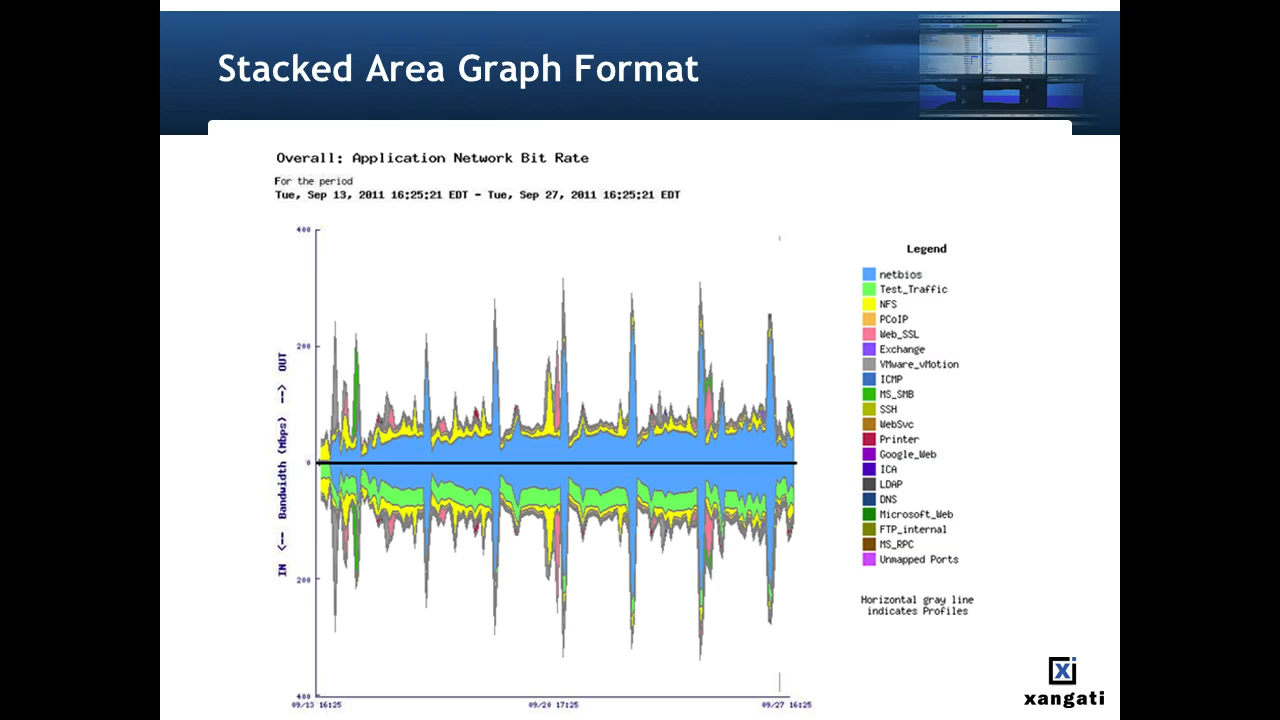 Stacked Area Graph Format
Overall: Application Network Bit Rate
For the period
Tue, Sep 13, 2011 16:25:21 EDT - Tue, Sep 27, 2011 16:25:21 EDT
400
200
0
200
400
IN <-- Bandwidth (Mbps) --> OUT
09/13 16:25
09/20 17:25
09/27 16:25
Legend
netbios
Test_Traffic
NFS
PCoIP
Web_SSL
Exchange
VMware_vMotion
ICMP
MS_SMB
SSH
WebSvc
Printer
Google_Web
ICA
LDAP
DNS
Microsoft_Web
FTP_internal
MS_RPC
Unmapped Ports
Horizontal gray line
indicates Profiles
xi
xangati